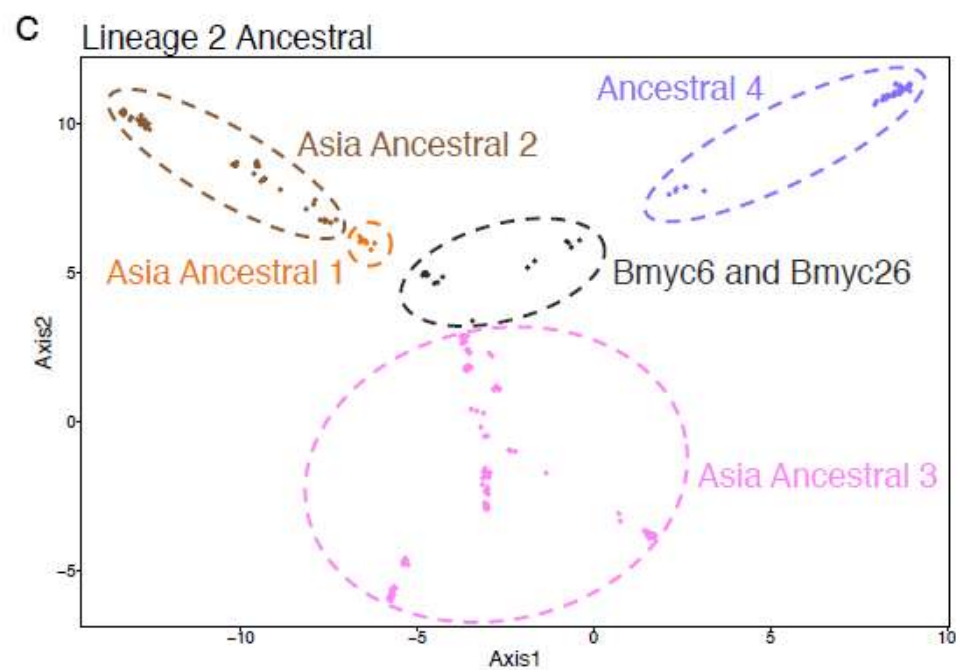 C
Lineage 2 Ancestral
Ancestral 4
10
Asia Ancestral 2
5
Asia Ancestral 1
Bmyc6 and Bmyc26
Axis2
0
Asia Ancestral 3
−5
−10 −5 0 5 10
Axis1